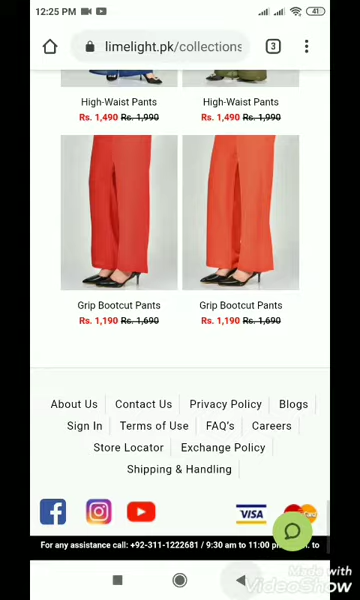 12:25 PM
41
limelight.pk/collections
3
High-Waist Pants High-Waist Pants
Rs. 1,490 Rs. 1,990 Rs. 1,490 Rs. 1,990
Grip Bootcut Pants Grip Bootcut Pants
Rs. 1,190 Rs. 1,690 Rs. 1,190 Rs. 1,690
About Us Contact Us Privacy Policy Blogs
Sign In Terms of Use FAQ's Careers
Store Locator Exchange Policy
Shipping & Handling
VISA
For any assistance call: +92-311-1222681 / 9:30 am to 11:00 to
Made with
VideoShow